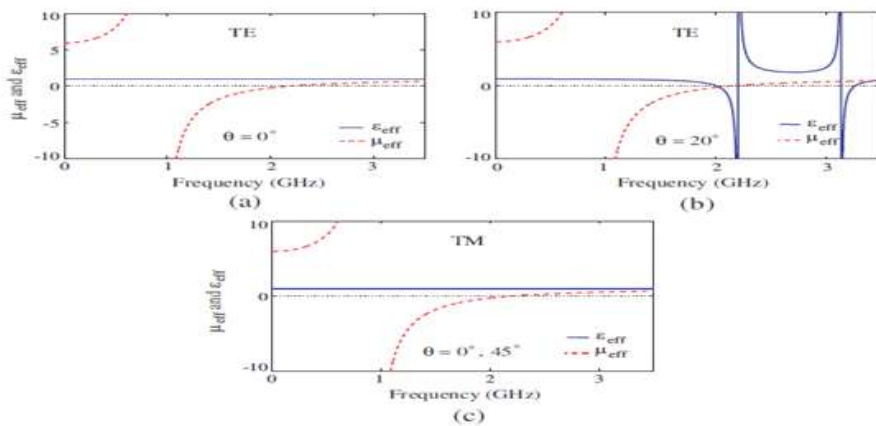 10
5
0
-5
-10
μeff and εeff
TE
θ = 0°
εeff
μeff
0 1 2 3
Frequency (GHz)
(a)
10
5
0
-5
-10
TE
θ = 20°
εeff
μeff
0 1 2 3
Frequency (GHz)
(b)
10
0
-10
μeff and εeff
TM
θ = 0°, 45°
εeff
μeff
0 1 2 3
Frequency (GHz)
(c)